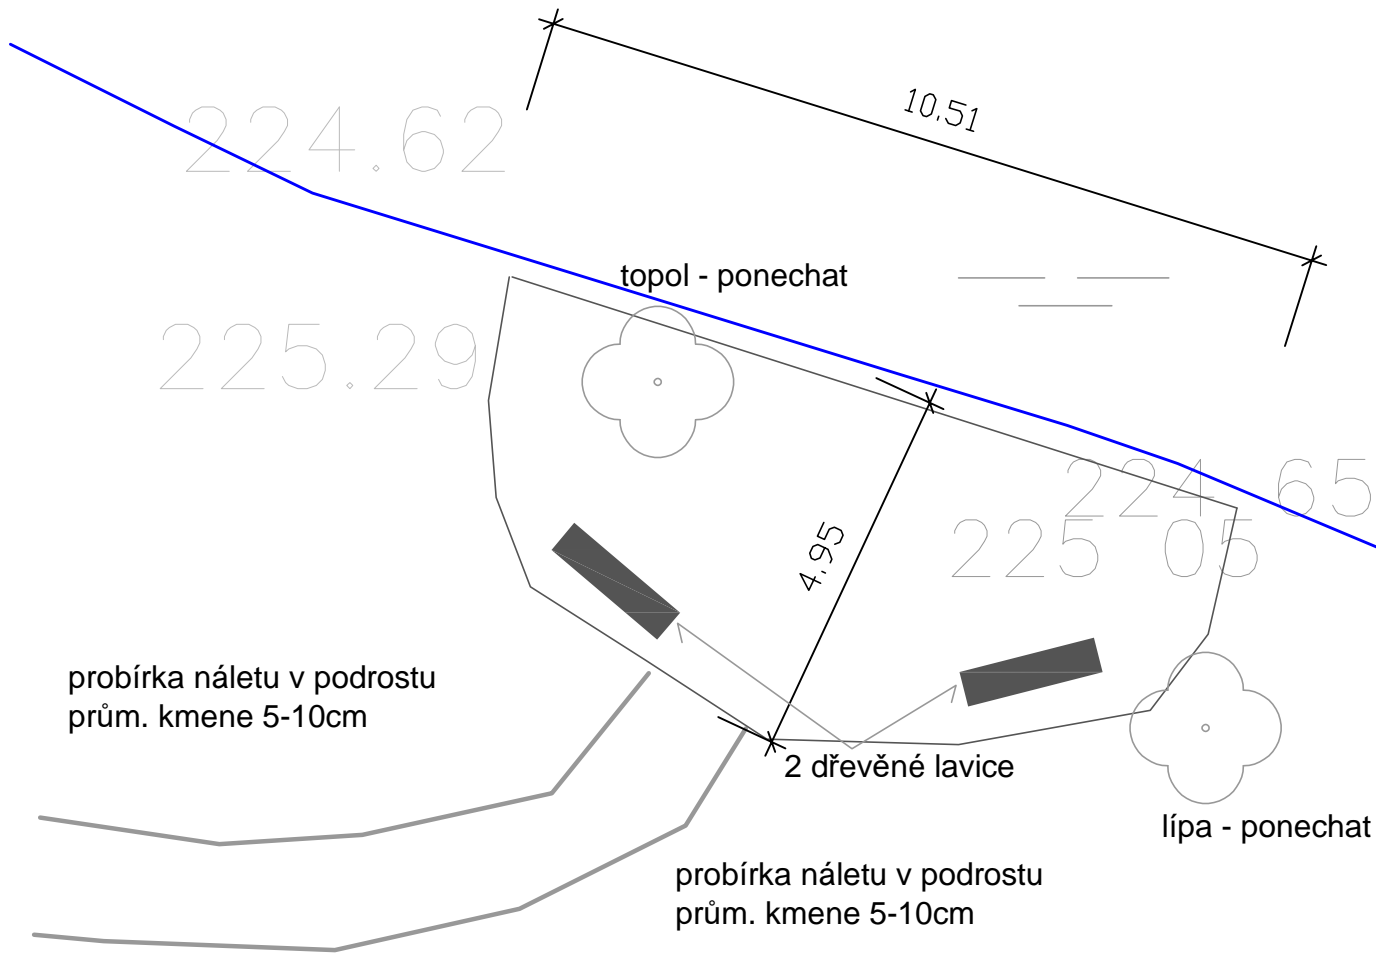 10.51
224.62
topol - ponechat
225.29
224.65
225.05
4.95
probírka náletu v podrostu
prům. kmene 5-10cm
2 dřevěné lavice
lípa - ponechat
probírka náletu v podrostu
prům. kmene 5-10cm